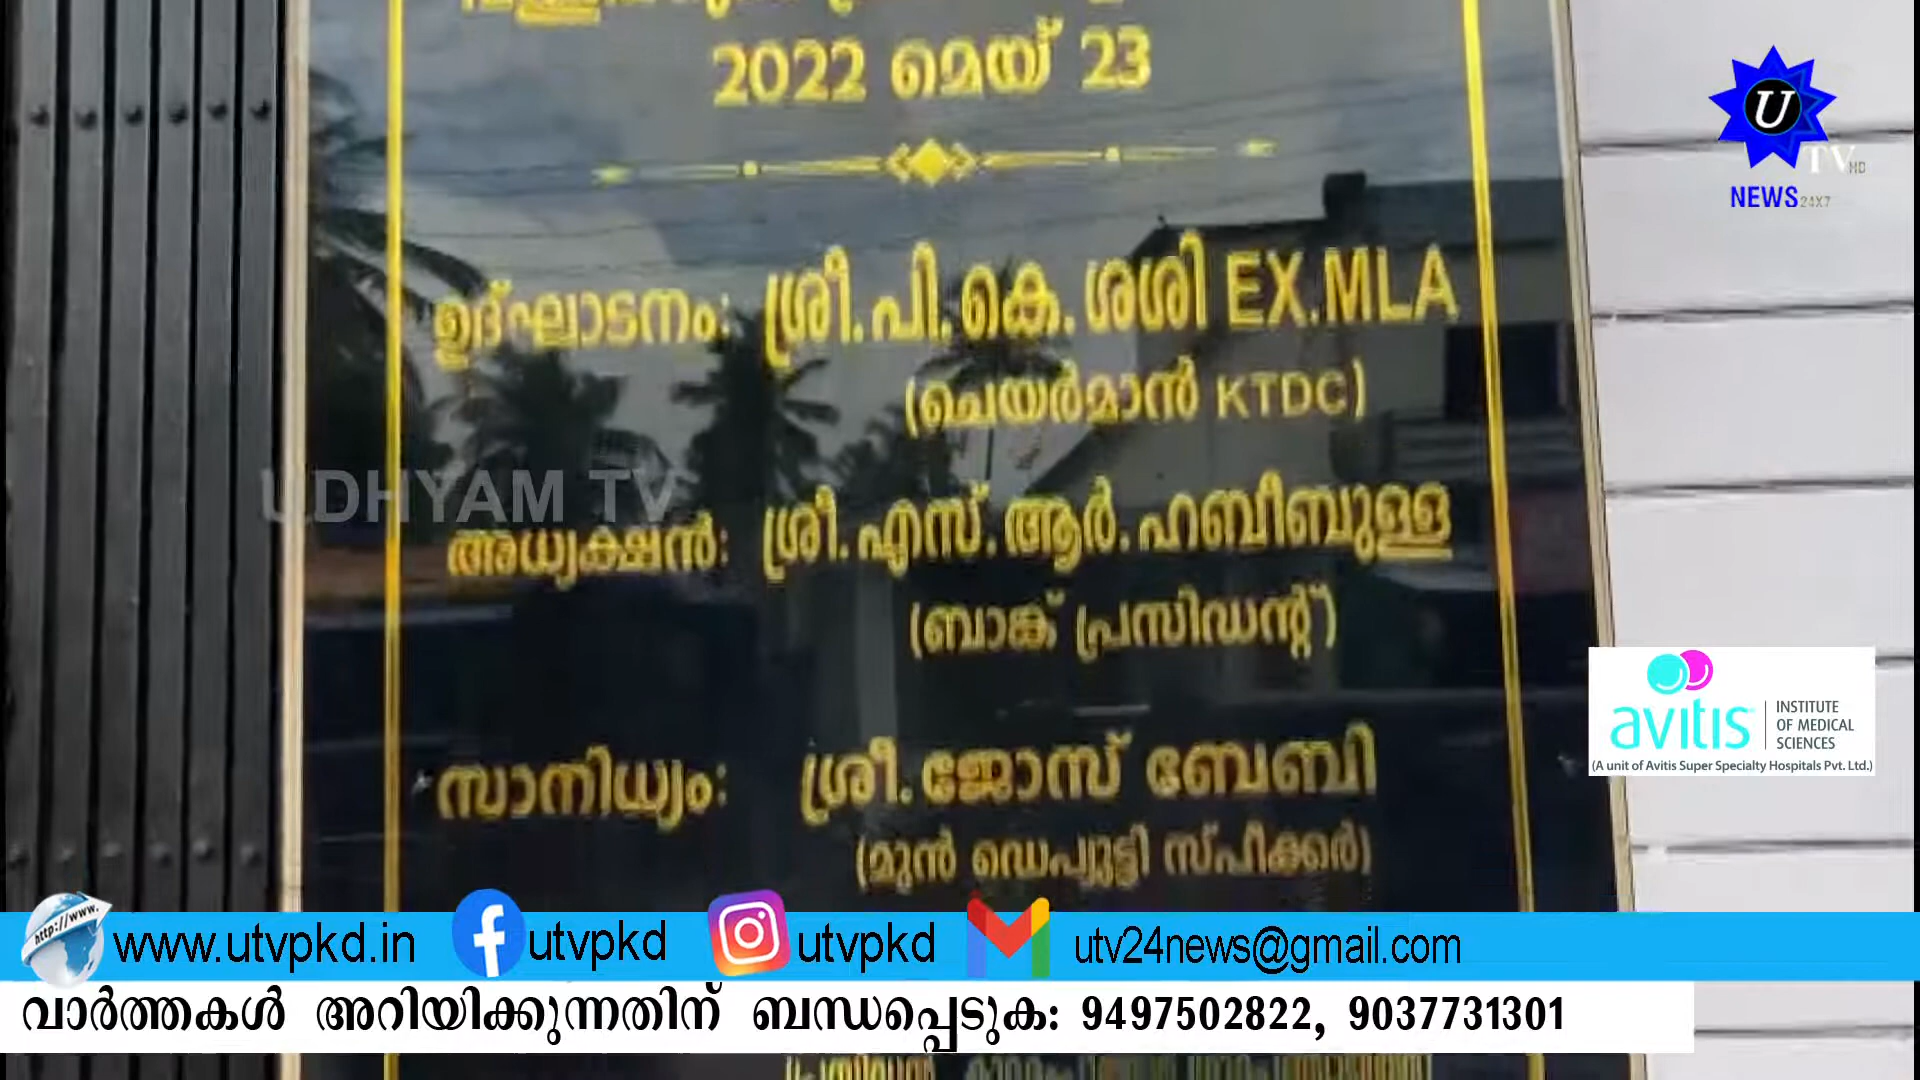 2022 മെയ് 23
ഉദ്ഘാടനം: ശ്രീ.പി.കെ.ശശി EX.MLA
(ചെയർമാൻ KTDC)
അധ്യക്ഷൻ: ശ്രീ.എസ്.ആർ.ഹബീബുള്ള
(ബാങ്ക് പ്രസിഡന്റ്)
സാനിധ്യം: ശ്രീ.ജോസ് ബേബി
(മുൻ ഡെപ്യൂട്ടി സ്പീക്കർ)
UDHYAM TV
U
TV HD
NEWS 24X7
avitis INSTITUTE
OF MEDICAL
SCIENCES
(A unit of Avitis Super Specialty Hospitals Pvt. Ltd.)
http://www.
www.utvpkd.in utvpkd utvpkd utv24news@gmail.com
വാർത്തകൾ അറിയിക്കുന്നതിന് ബന്ധപ്പെടുക: 9497502822, 9037731301